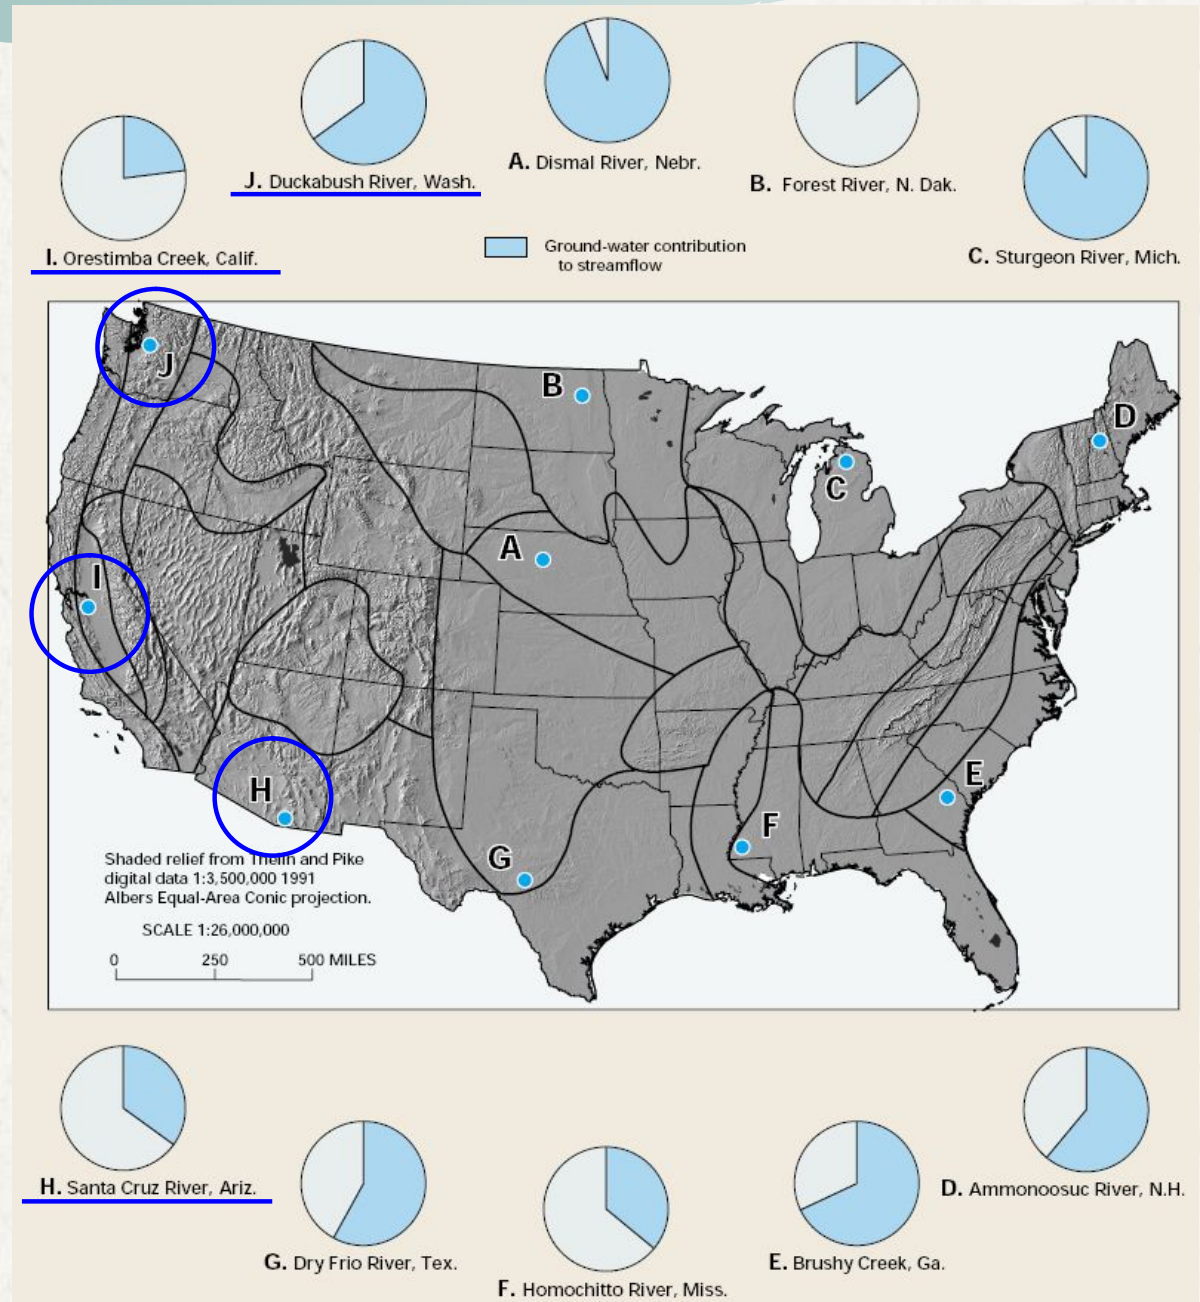 A. Dismal River, Nebr.
J. Duckabush River, Wash.
B. Forest River, N. Dak.
I. Orestimba Creek, Calif.
C. Sturgeon River, Mich.
Ground-water contribution
to streamflow
J
B
D
C
A
I
H
E
F
G
Shaded relief from Thelin and Pike
digital data 1:3,500,000 1991
Albers Equal-Area Conic projection.
SCALE 1:26,000,000
0 250 500 MILES
H. Santa Cruz River, Ariz.
D. Ammonoosuc River, N.H.
G. Dry Frio River, Tex.
E. Brushy Creek, Ga.
F. Homochitto River, Miss.